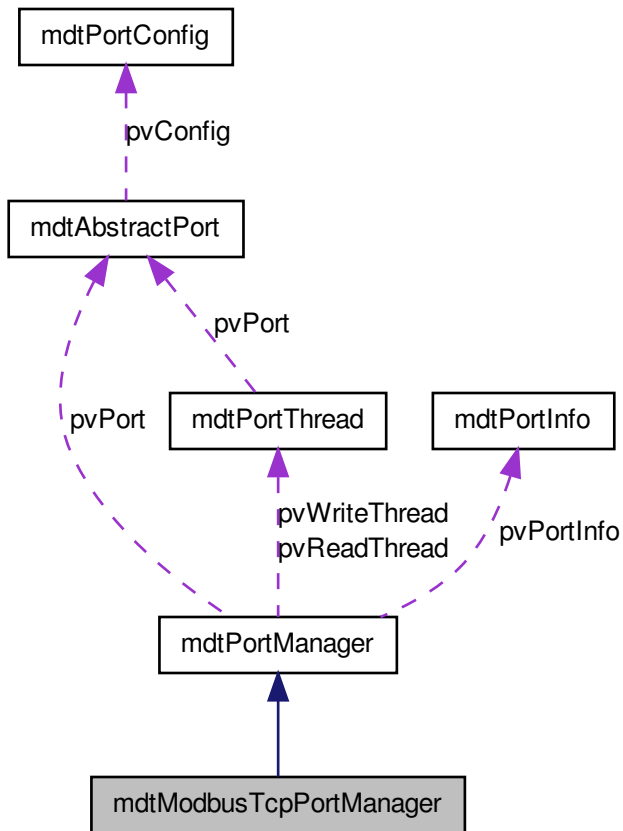 mdtPortConfig
pvConfig
mdtAbstractPort
pvPort
pvPort
mdtPortThread
mdtPortInfo
pvWriteThread
pvReadThread
pvPortInfo
mdtPortManager
mdtModbusTcpPortManager